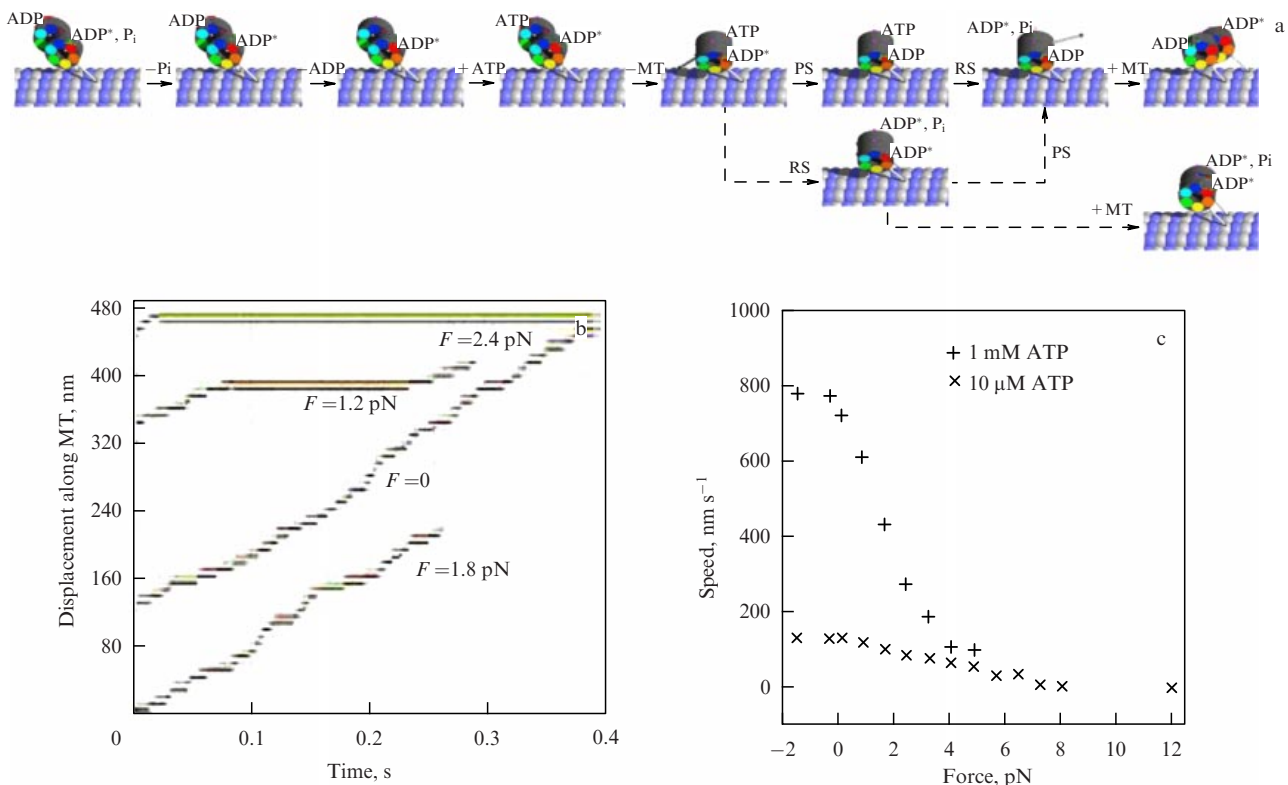 ADP
ADP*, Pi
−Pi
ADP
ADP*
−ADP
ADP*
+ ATP
ATP
ADP*
−MT
ATP
ADP*
PS
ATP
ADP
RS
ADP*, Pi
ADP
+ MT
ADP*
ADP
a
RS
ADP*, Pi
ADP*
PS
+ MT
ADP*, Pi
ADP*
Displacement along MT, nm
480
400
320
240
160
80
0
0.1
0.2
0.3
0.4
Time, s
b
F = 2.4 pN
F = 1.2 pN
F = 0
F = 1.8 pN
Speed, nm s−1
1000
800
600
400
200
0
−2
0
2
4
6
8
10
12
Force, pN
c
+ 1 mM ATP
× 10 μM ATP